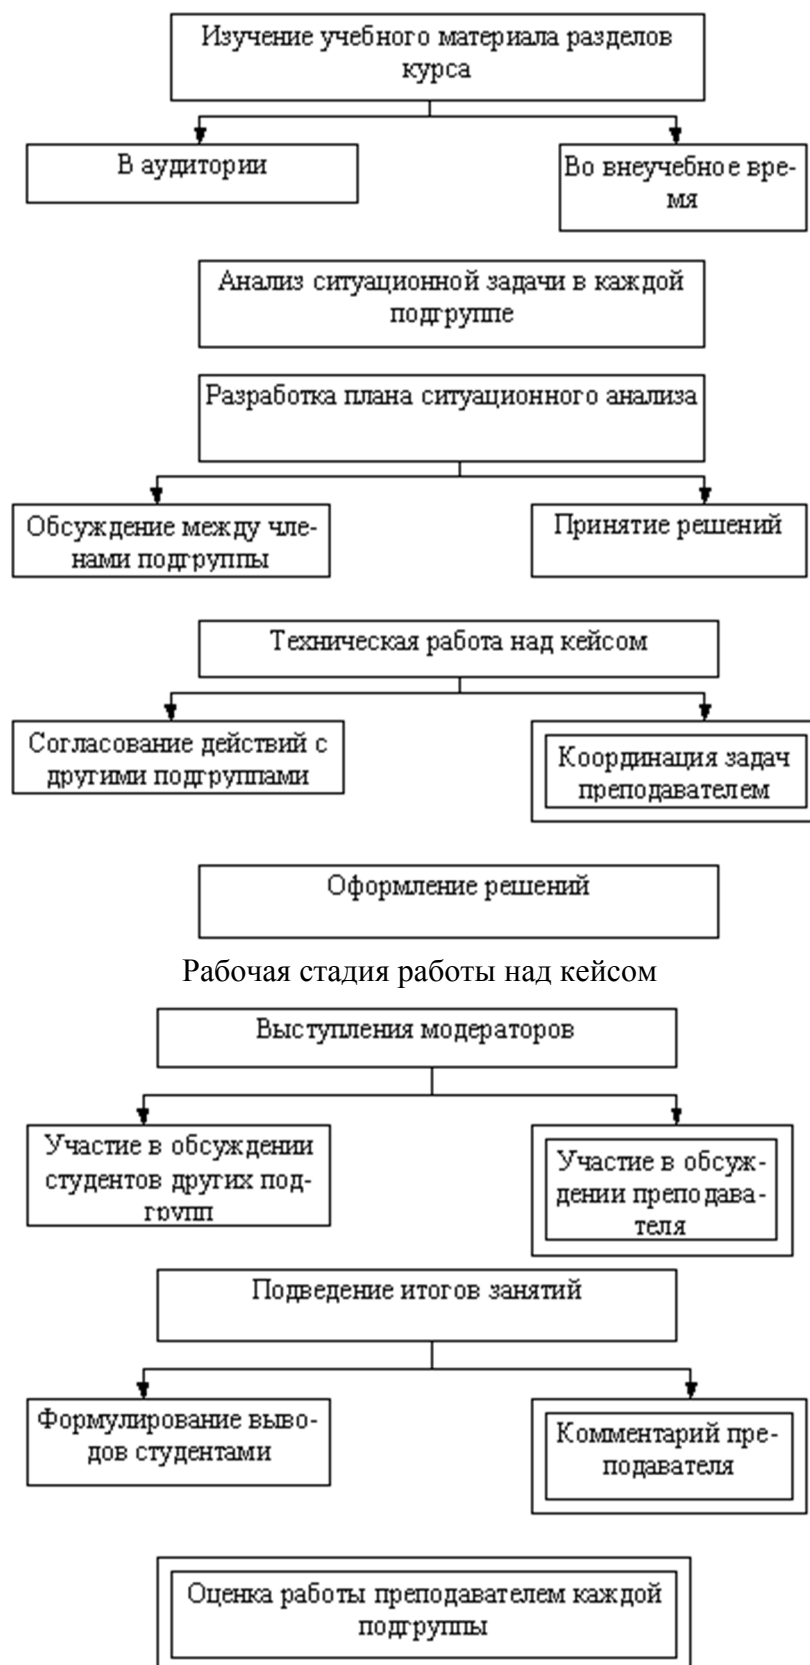 Изучение учебного материала разделов
курса
В аудитории
Во внеучебное вре-
мя
Анализ ситуационной задачи в каждой
подгруппе
Разработка плана ситуационного анализа
Обсуждение между чле-
нами подгруппы
Принятие решений
Техническая работа над кейсом
Согласование действий с
другими подгруппами
Координация задач
преподавателем
Оформление решений
Рабочая стадия работы над кейсом
Выступления модераторов
Участие в обсуждении
студентов других под-
групп
Участие в обсуж-
дении преподава-
теля
Подведение итогов занятий
Формулирование выво-
дов студентами
Комментарий пре-
подавателя
Оценка работы преподавателем каждой
подгруппы